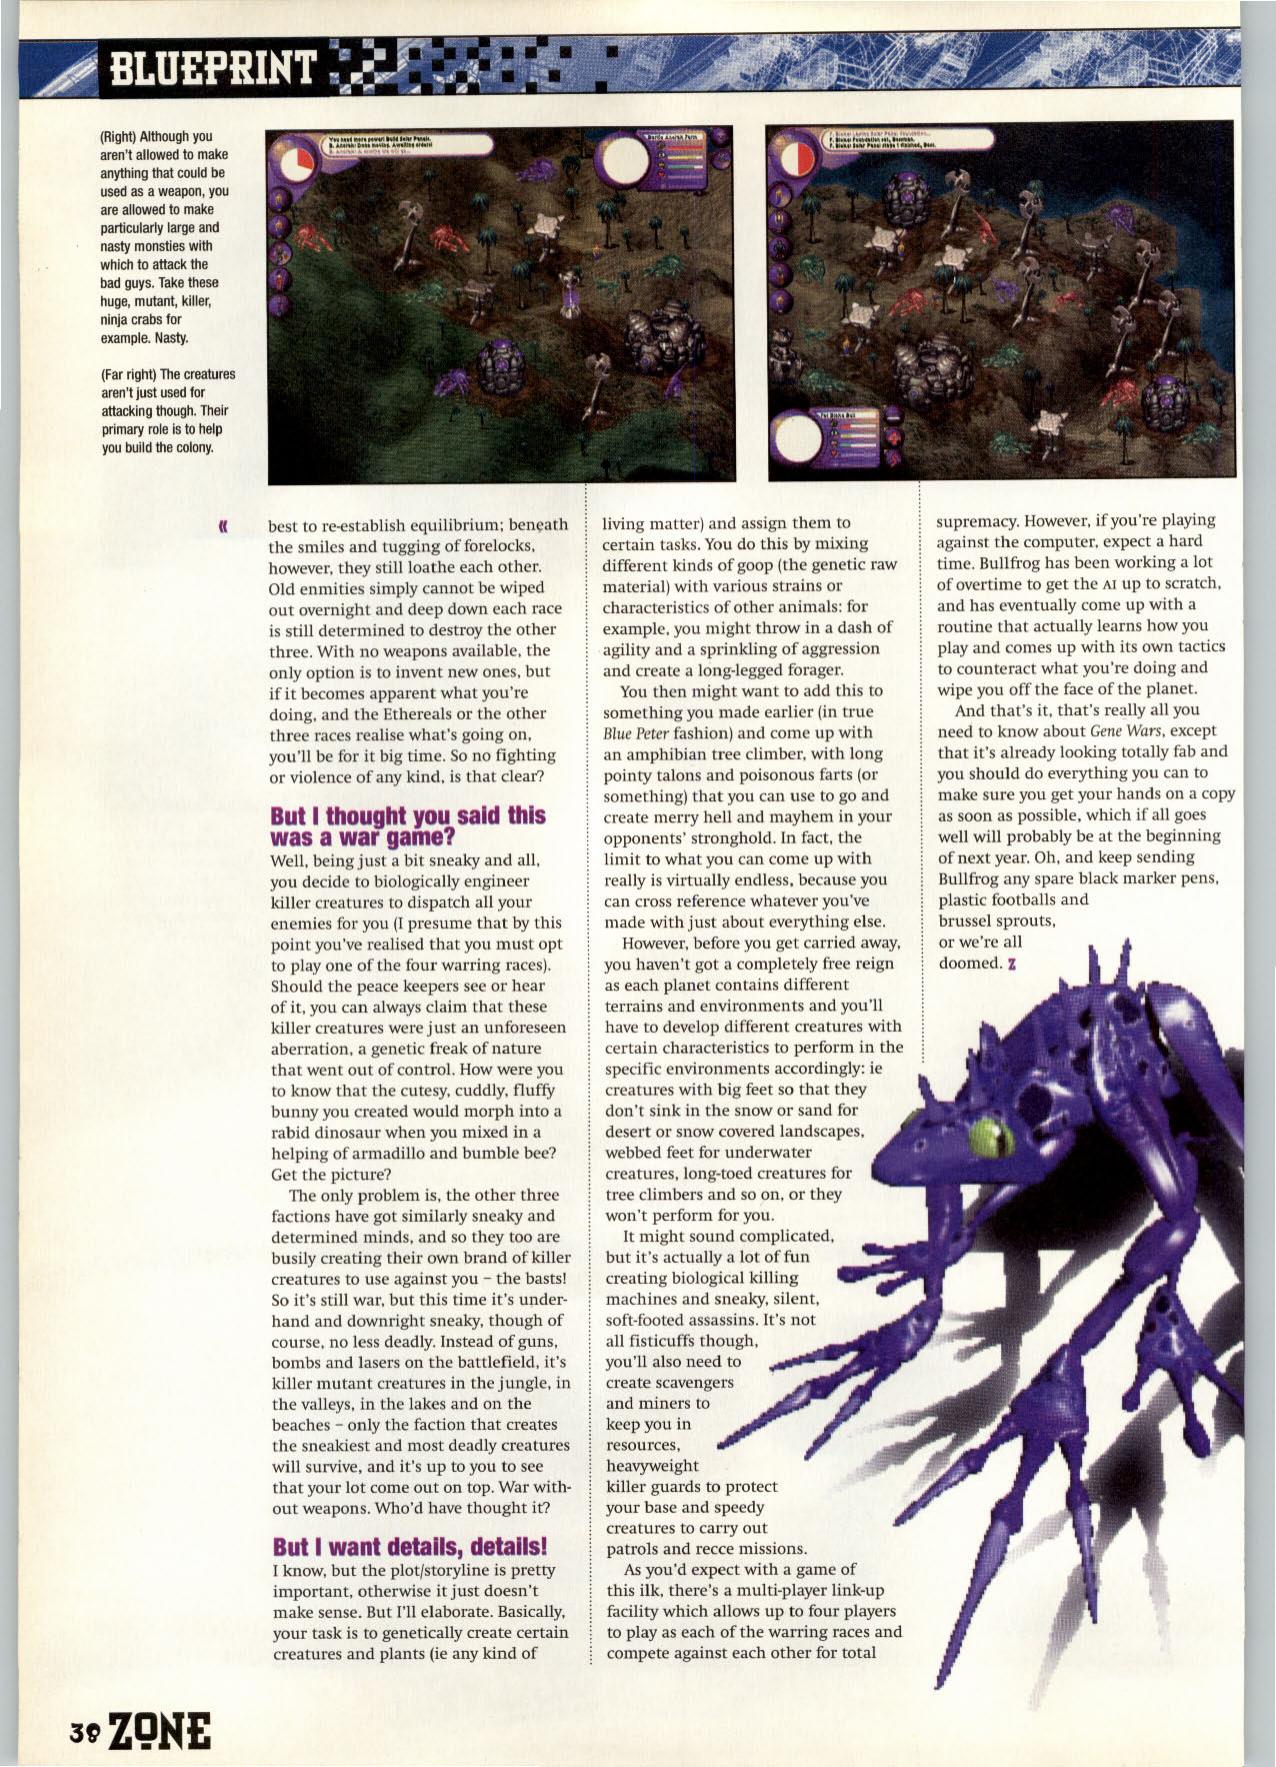 BLUEPRINT
(Right) Although you
aren't allowed to make
anything that could be
used as a weapon, you
are allowed to make
particularly large and
nasty monsties with
which to attack the
bad guys. Take these
huge, mutant, killer,
ninja crabs for
example. Nasty.
(Far right) The creatures
aren't just used for
attacking though. Their
primary role is to help
you build the colony.
You need more power! Build Solar Panels.
«
best to re-establish equilibrium; beneath
the smiles and tugging of forelocks,
however, they still loathe each other.
Old enmities simply cannot be wiped
out overnight and deep down each race
is still determined to destroy the other
three. With no weapons available, the
only option is to invent new ones, but
if it becomes apparent what you're
doing, and the Ethereals or the other
three races realise what's going on,
you'll be for it big time. So no fighting
or violence of any kind, is that clear?
But I thought you said this
was a war game?
Well, being just a bit sneaky and all,
you decide to biologically engineer
killer creatures to dispatch all your
enemies for you (I presume that by this
point you've realised that you must opt
to play one of the four warring races).
Should the peace keepers see or hear
of it, you can always claim that these
killer creatures were just an unforeseen
aberration, a genetic freak of nature
that went out of control. How were you
to know that the cutesy, cuddly, fluffy
bunny you created would morph into a
rabid dinosaur when you mixed in a
helping of armadillo and bumble bee?
Get the picture?
The only problem is, the other three
factions have got similarly sneaky and
determined minds, and so they too are
busily creating their own brand of killer
creatures to use against you – the basts!
So it's still war, but this time it's under-
hand and downright sneaky, though of
course, no less deadly. Instead of guns,
bombs and lasers on the battlefield, it's
killer mutant creatures in the jungle, in
the valleys, in the lakes and on the
beaches – only the faction that creates
the sneakiest and most deadly creatures
will survive, and it's up to you to see
that your lot come out on top. War with-
out weapons. Who'd have thought it?
But I want details, details!
I know, but the plot/storyline is pretty
important, otherwise it just doesn't
make sense. But I'll elaborate. Basically,
your task is to genetically create certain
creatures and plants (ie any kind of
living matter) and assign them to
certain tasks. You do this by mixing
different kinds of goop (the genetic raw
material) with various strains or
characteristics of other animals: for
example, you might throw in a dash of
agility and a sprinkling of aggression
and create a long-legged forager.
You then might want to add this to
something you made earlier (in true
Blue Peter fashion) and come up with
an amphibian tree climber, with long
pointy talons and poisonous farts (or
something) that you can use to go and
create merry hell and mayhem in your
opponents' stronghold. In fact, the
limit to what you can come up with
really is virtually endless, because you
can cross reference whatever you've
made with just about everything else.
However, before you get carried away,
you haven't got a completely free reign
as each planet contains different
terrains and environments and you'll
have to develop different creatures with
certain characteristics to perform in the
specific environments accordingly: ie
creatures with big feet so that they
don't sink in the snow or sand for
desert or snow covered landscapes,
webbed feet for underwater
creatures, long-toed creatures for
tree climbers and so on, or they
won't perform for you.
It might sound complicated,
but it's actually a lot of fun
creating biological killing
machines and sneaky, silent,
soft-footed assassins. It's not
all fisticuffs though,
you'll also need to
create scavengers
and miners to
keep you in
resources,
heavyweight
killer guards to protect
your base and speedy
creatures to carry out
patrols and recce missions.
As you'd expect with a game of
this ilk, there's a multi-player link-up
facility which allows up to four players
to play as each of the warring races and
compete against each other for total
supremacy. However, if you're playing
against the computer, expect a hard
time. Bullfrog has been working a lot
of overtime to get the AI up to scratch,
and has eventually come up with a
routine that actually learns how you
play and comes up with its own tactics
to counteract what you're doing and
wipe you off the face of the planet.
And that's it, that's really all you
need to know about Gene Wars, except
that it's already looking totally fab and
you should do everything you can to
make sure you get your hands on a copy
as soon as possible, which if all goes
well will probably be at the beginning
of next year. Oh, and keep sending
Bullfrog any spare black marker pens,
plastic footballs and
brussel sprouts,
or we're all
doomed. Z
38 ZONE